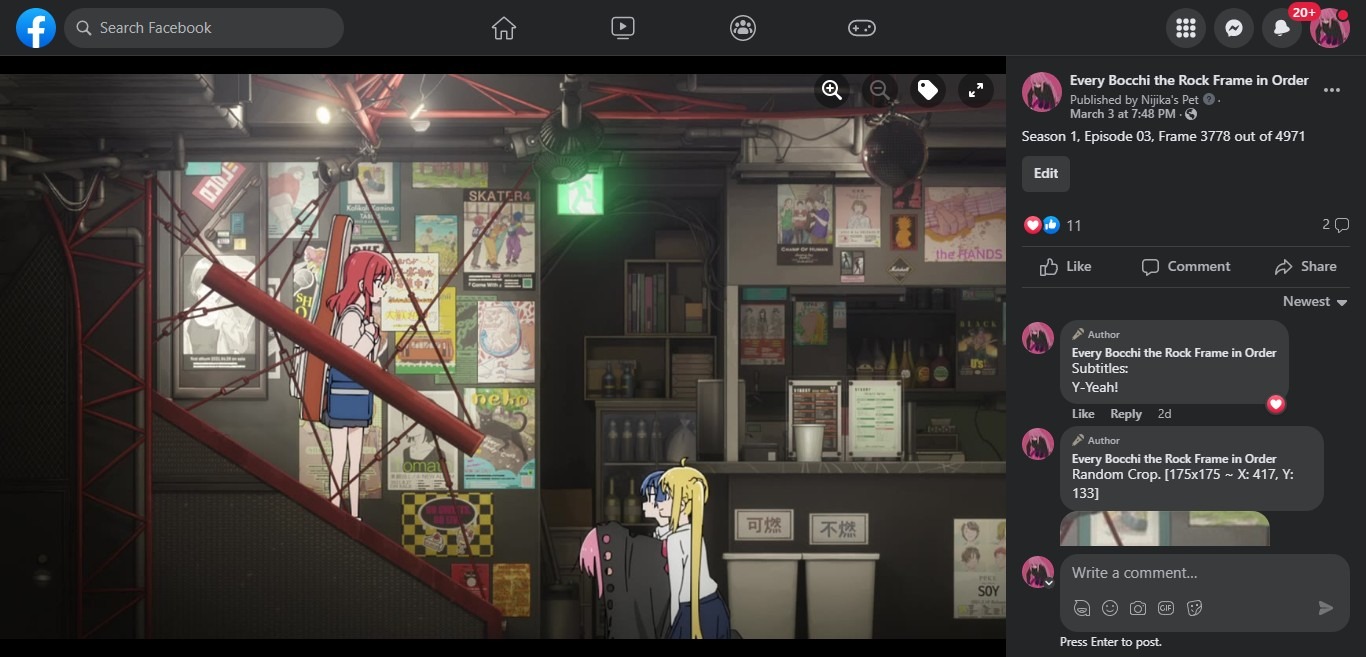 Search Facebook
20+
Every Bocchi the Rock Frame in Order
Published by Nijika's Pet
March 3 at 7:48 PM
Season 1, Episode 03, Frame 3778 out of 4971
Edit
11
2
Like
Comment
Share
Newest
Author
Every Bocchi the Rock Frame in Order
Subtitles:
Y-Yeah!
Like Reply 2d
Author
Every Bocchi the Rock Frame in Order
Random Crop. [175x175 ~ X: 417, Y:
133]
Write a comment...
GIF
Press Enter to post.
SKATER4
the HANDS
STARRY
可燃
不燃
SOY